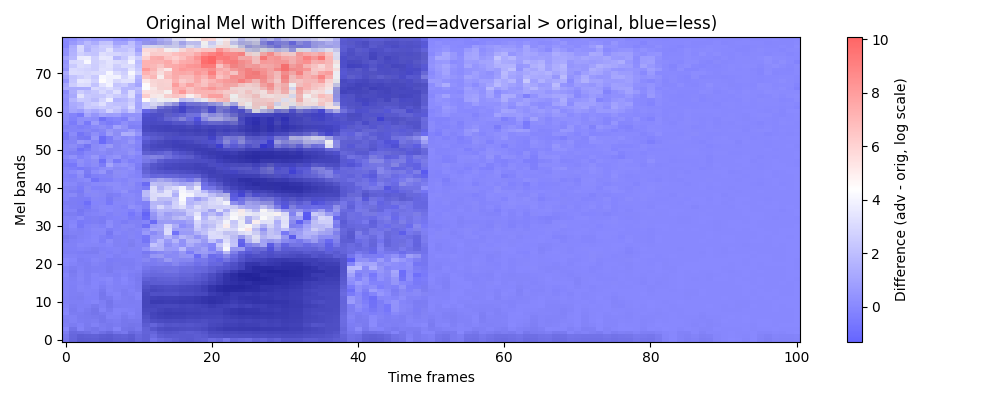 Original Mel with Differences (red=adversarial > original, blue=less)
Mel bands
70
60
50
40
30
20
10
0
0 20 40 60 80 100
Time frames
10
8
6
4
2
0
Difference (adv - orig, log scale)